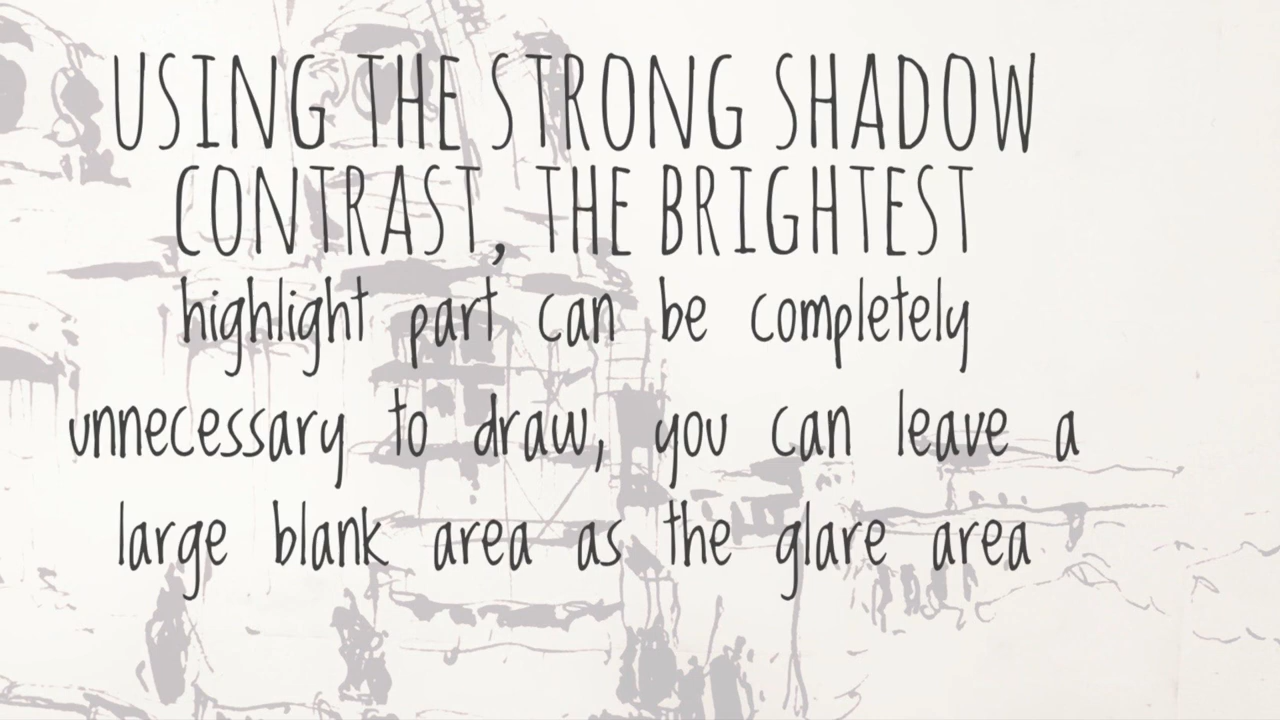 USING THE STRONG SHADOW
CONTRAST, THE BRIGHTEST
highlight part can be completely
unnecessary to draw, you can leave a
large blank area as the glare area